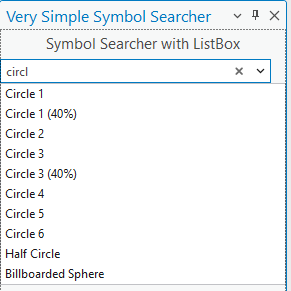 Very Simple Symbol Searcher
Symbol Searcher with ListBox
circl
Circle 1
Circle 1 (40%)
Circle 2
Circle 3
Circle 3 (40%)
Circle 4
Circle 5
Circle 6
Half Circle
Billboarded Sphere